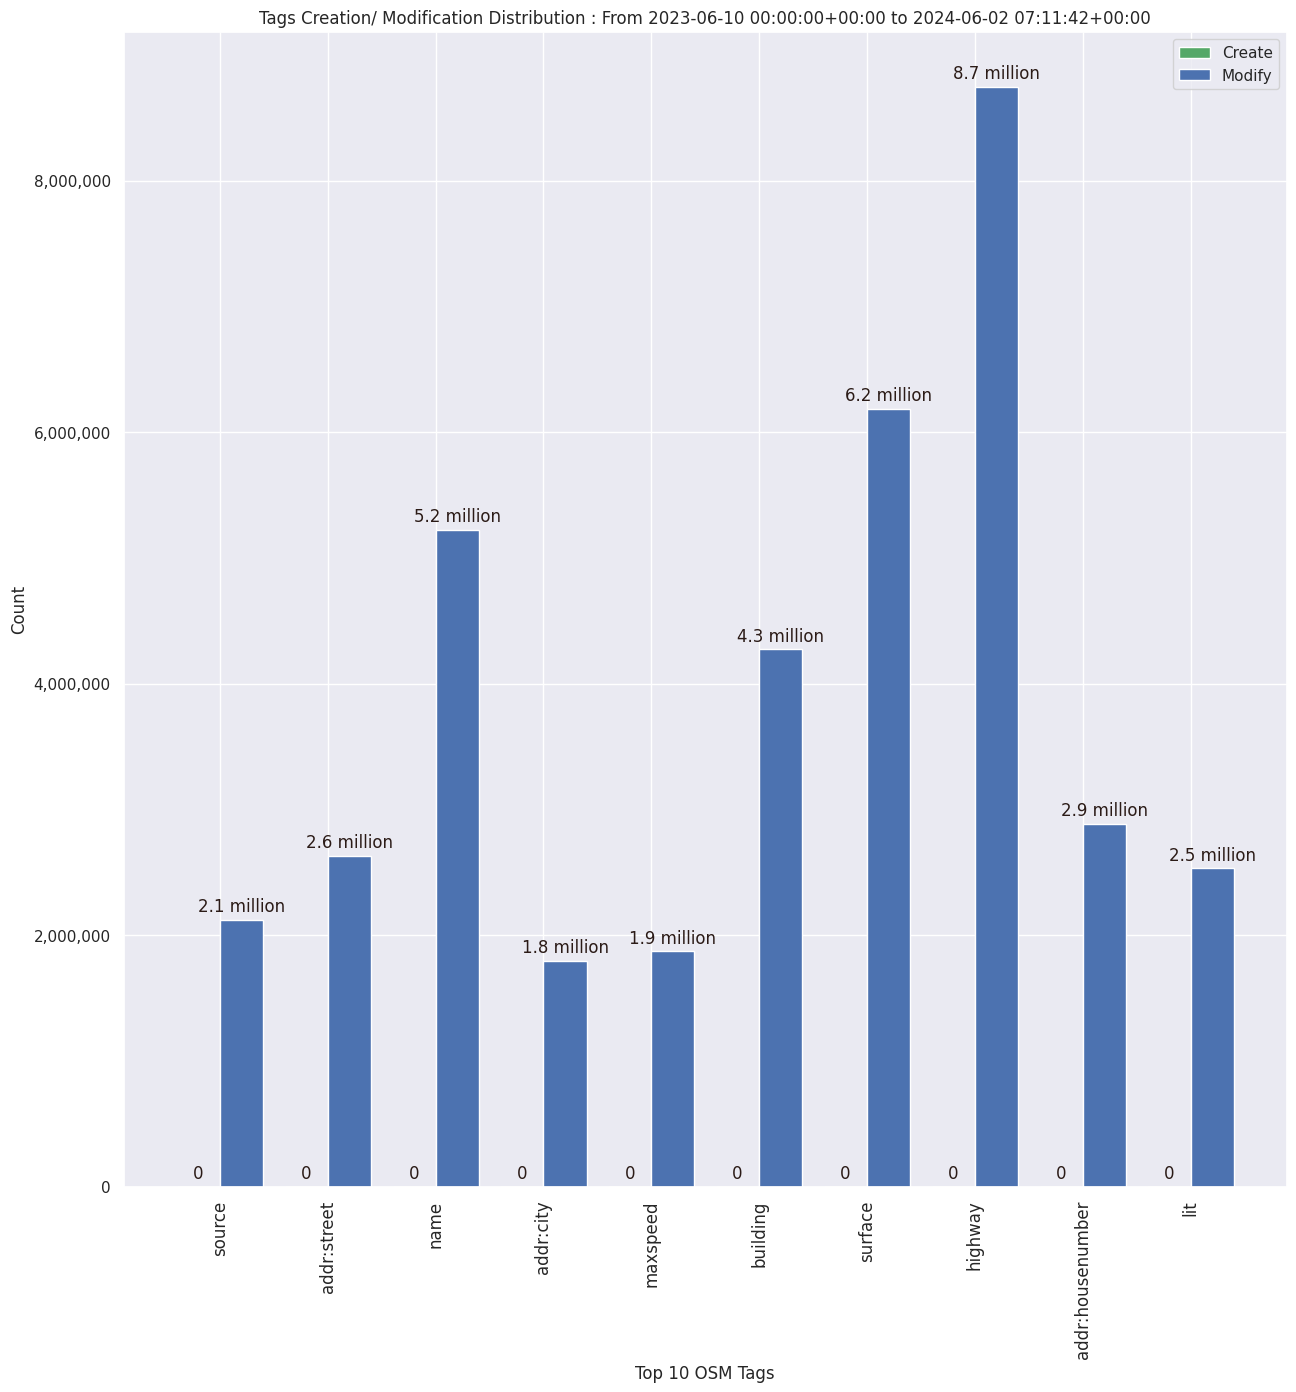 Tags Creation/ Modification Distribution : From 2023-06-10 00:00:00+00:00 to 2024-06-02 07:11:42+00:00
Create
Modify
8.7 million
8,000,000
6.2 million
6,000,000
5.2 million
4.3 million
4,000,000
2.9 million
2.6 million
2.5 million
2.1 million
2,000,000
1.9 million
1.8 million
Count
0 0 0 0 0 0 0 0 0 0
0
source
addr:street
name
addr:city
maxspeed
building
surface
highway
addr:housenumber
lit
Top 10 OSM Tags